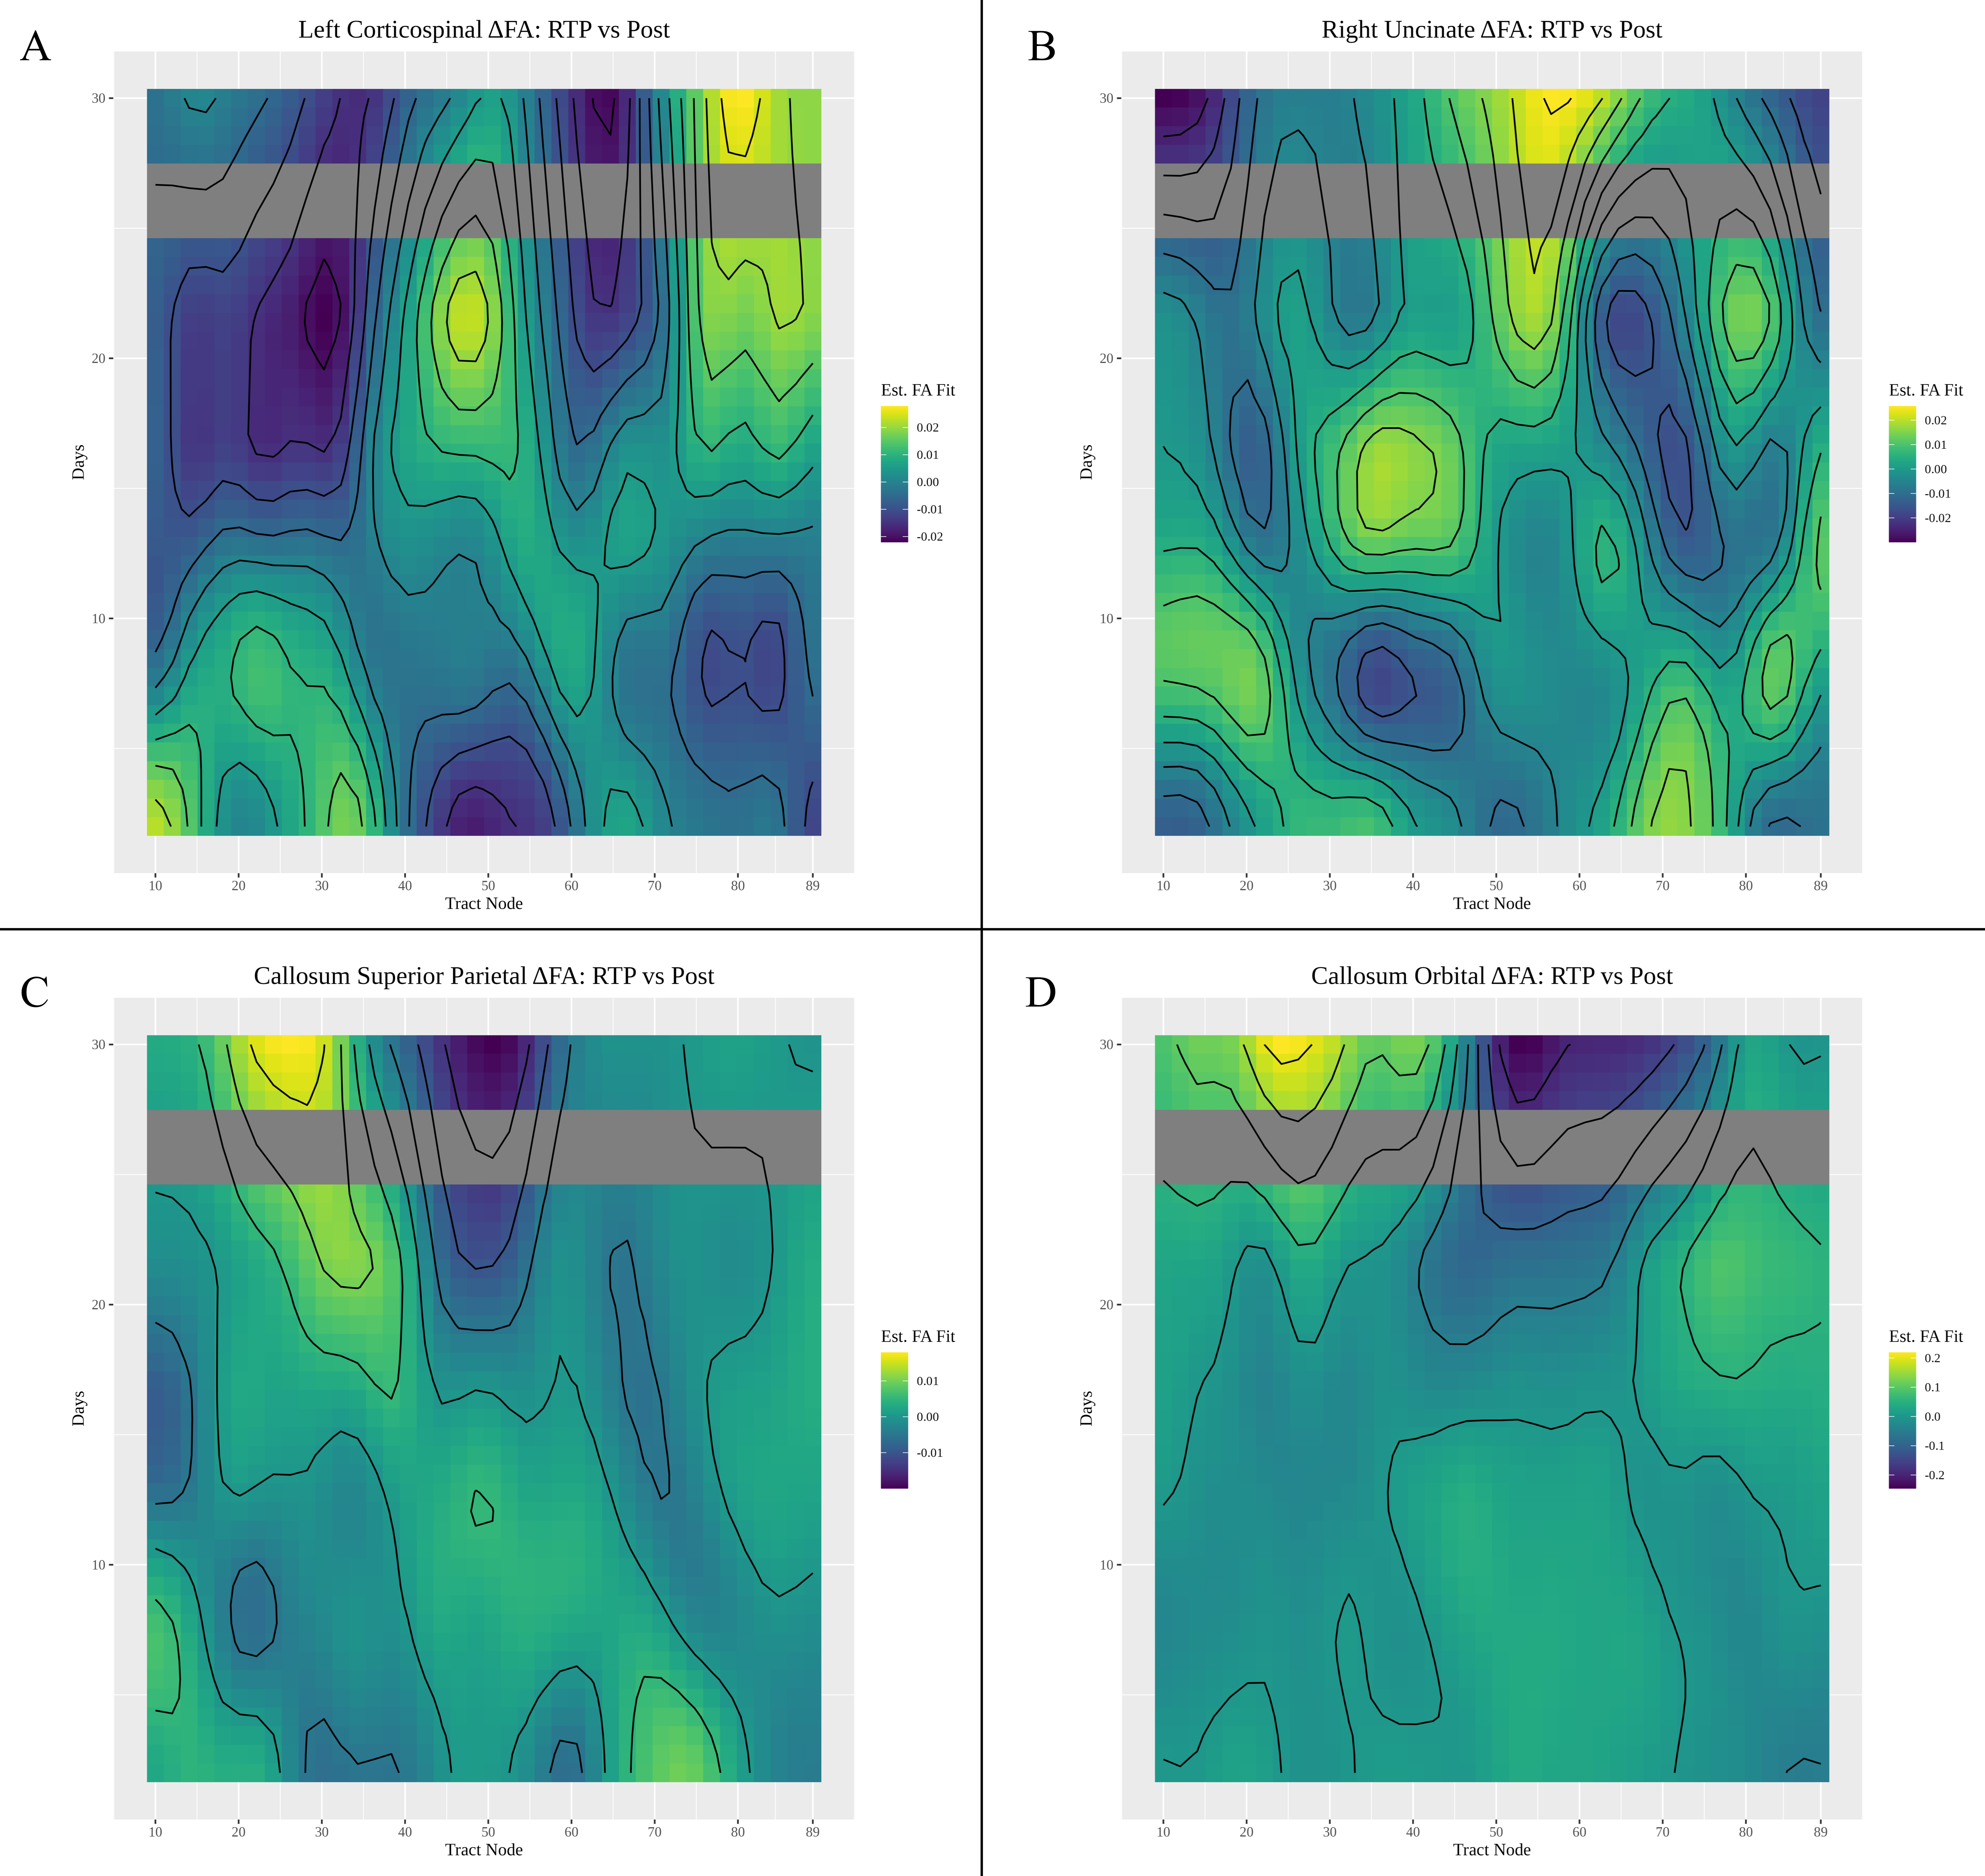 A
Left Corticospinal ΔFA: RTP vs Post
30
20
10
Days
10 20 30 40 50 60 70 80 89
Tract Node
Est. FA Fit
0.02
0.01
0.00
-0.01
-0.02
B
Right Uncinate ΔFA: RTP vs Post
30
20
10
Days
10 20 30 40 50 60 70 80 89
Tract Node
Est. FA Fit
0.02
0.01
0.00
-0.01
-0.02
C
Callosum Superior Parietal ΔFA: RTP vs Post
30
20
10
Days
10 20 30 40 50 60 70 80 89
Tract Node
Est. FA Fit
0.01
0.00
-0.01
D
Callosum Orbital ΔFA: RTP vs Post
30
20
10
Days
10 20 30 40 50 60 70 80 89
Tract Node
Est. FA Fit
0.2
0.1
0.0
-0.1
-0.2